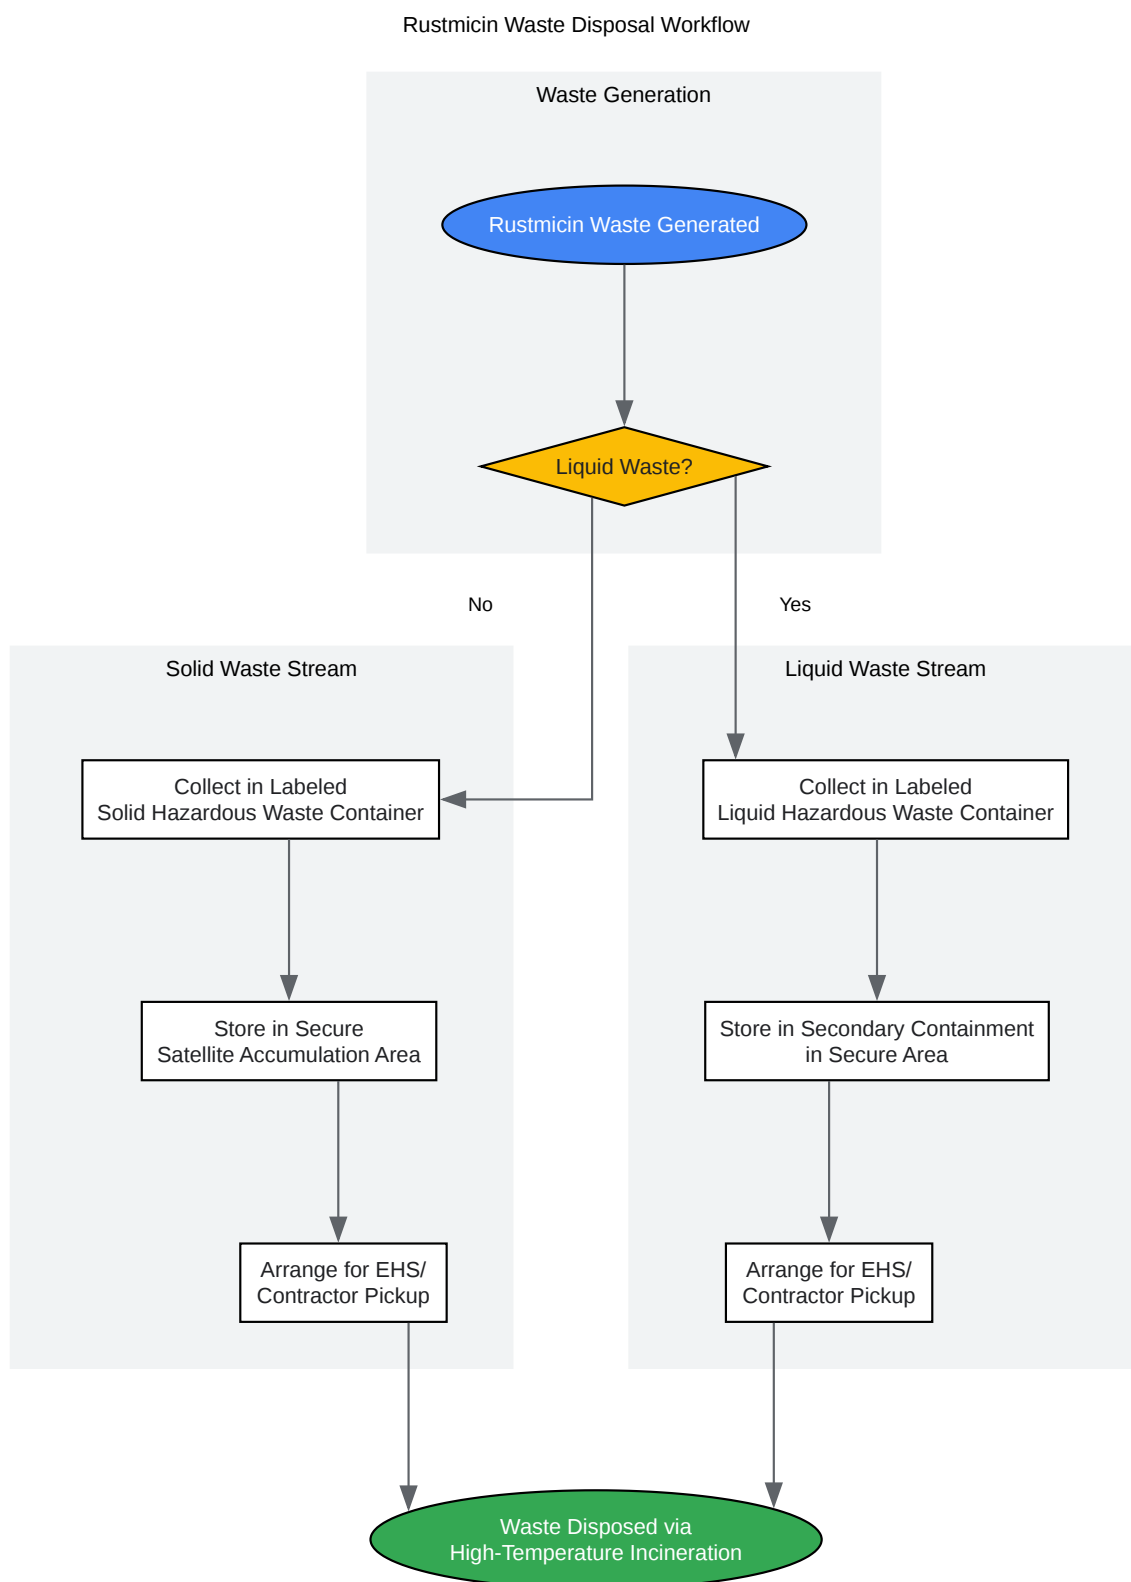 Rustmicin Waste Disposal Workflow
Waste Generation
Rustmicin Waste Generated
Liquid Waste?
No
Yes
Solid Waste Stream
Collect in Labeled
Solid Hazardous Waste Container
Store in Secure
Satellite Accumulation Area
Arrange for EHS/
Contractor Pickup
Liquid Waste Stream
Collect in Labeled
Liquid Hazardous Waste Container
Store in Secondary Containment
in Secure Area
Arrange for EHS/
Contractor Pickup
Waste Disposed via
High-Temperature Incineration